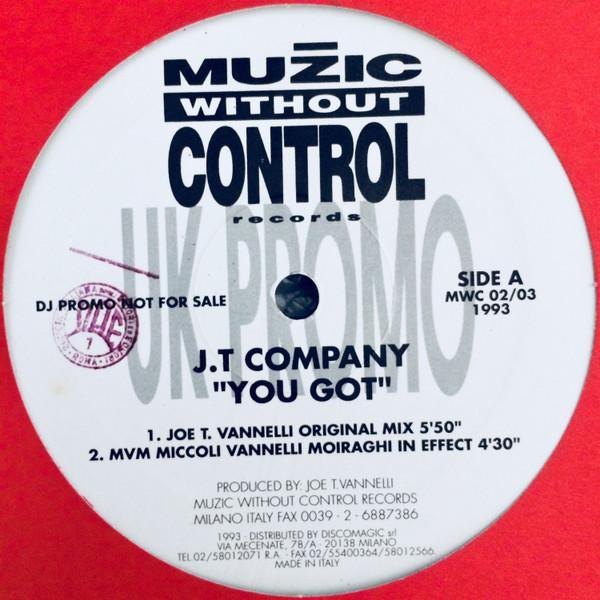 MUZIC
WITHOUT
CONTROL
records
UK PROMO
DJ PROMO NOT FOR SALE
SIDE A
MWC 02/03
1993
J.T COMPANY
"YOU GOT"
1. JOE T. VANNELLI ORIGINAL MIX 5'50"
2. MVM MICCOLI VANNELLI MOIRAGHI IN EFFECT 4'30"
PRODUCED BY: JOE T.VANNELLI
MUZIC WITHOUT CONTROL RECORDS
MILANO ITALY FAX 0039 - 2 - 6887386
1993 - DISTRIBUTED BY DISCOMAGIC srl
VIA MECENATE, 78/A - 20138 MILANO
TEL.02/58012071 R.A. - FAX 02/55400364/58012566.
MADE IN ITALY
7
ROMA